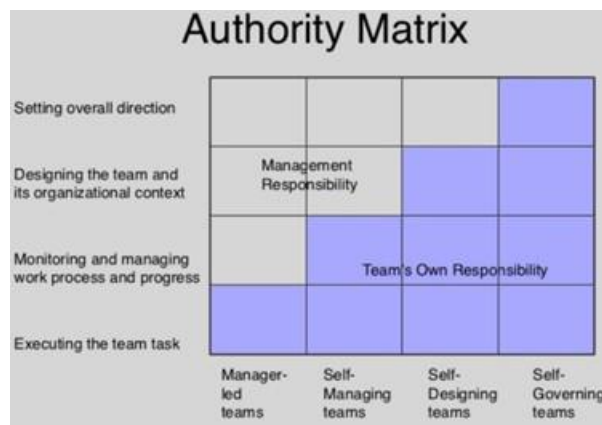 Authority Matrix
Setting overall direction
Designing the team and
its organizational context
Management
Responsibility
Monitoring and managing
work process and progress
Team's Own Responsibility
Executing the team task
Manager-
led
teams
Self-
Managing
teams
Self-
Designing
teams
Self-
Governing
teams